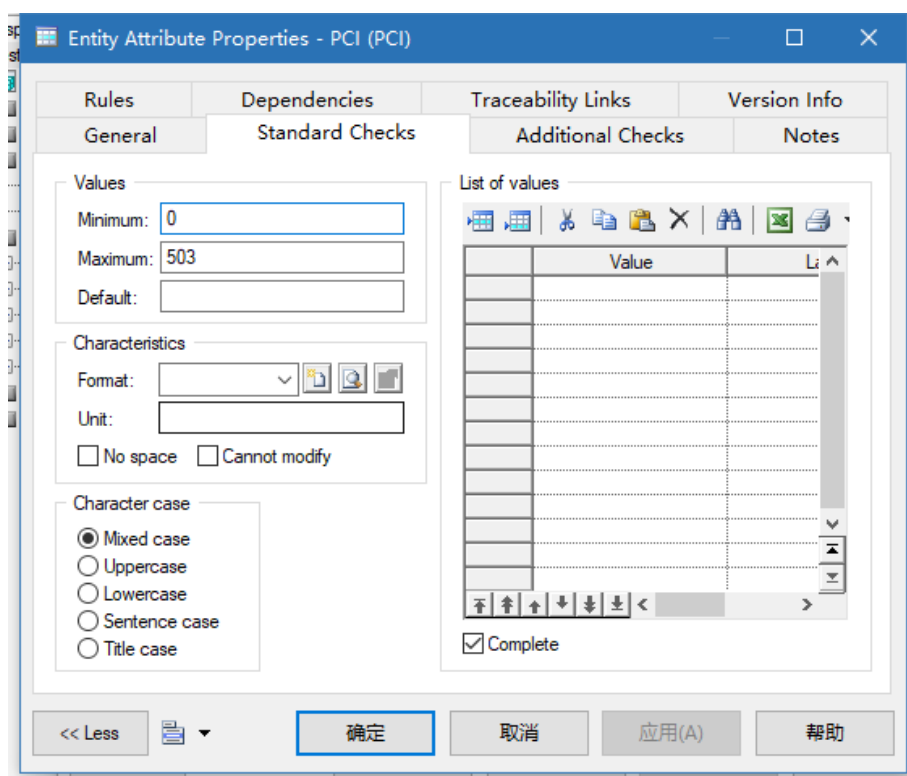 Entity Attribute Properties - PCI (PCI)
Rules Dependencies Traceability Links Version Info
General Standard Checks Additional Checks Notes
Values
Minimum: 0
Maximum: 503
Default:
Characteristics
Format:
Unit:
No space Cannot modify
Character case
Mixed case
Uppercase
Lowercase
Sentence case
Title case
List of values
Value La
Complete
<< Less 确定 取消 应用(A) 帮助